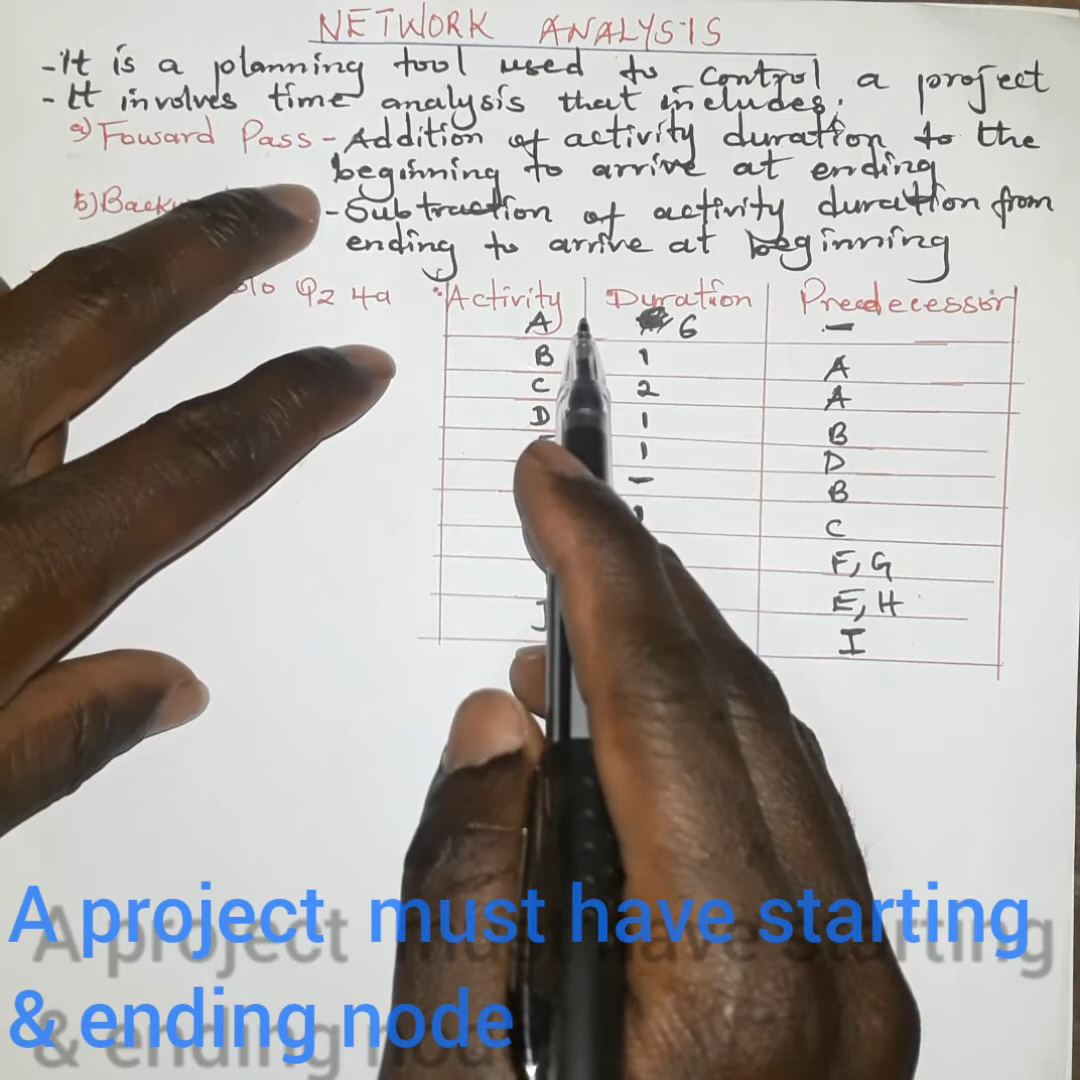 NETWORK ANALYSIS
- It is a planning tool used to control a project
- It involves time analysis that includes;
a) Foward Pass - Addition of activity duration to the
beginning to arrive at ending
b) - Subtraction of activity duration from
ending to arrive at beginning
Q2 4a
Activity Duration Predecessor
A 6 -
B 1 A
C 2 A
D 1 B
1 D
- B
C
F, G
E, H
J I
A project must have starting
& ending node